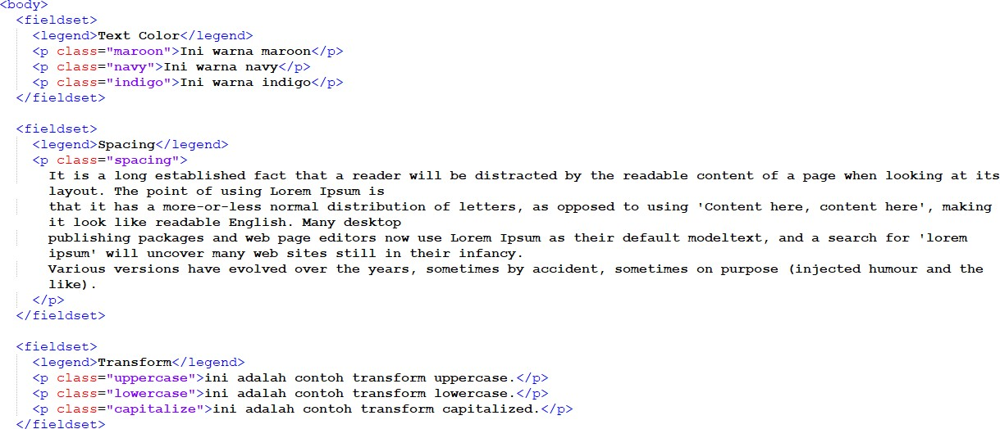 <body>
<fieldset>
<legend>Text Color</legend>
<p class="maroon">Ini warna maroon</p>
<p class="navy">Ini warna navy</p>
<p class="indigo">Ini warna indigo</p>
</fieldset>
<fieldset>
<legend>Spacing</legend>
<p class="spacing">
It is a long established fact that a reader will be distracted by the readable content of a page when looking at its
layout. The point of using Lorem Ipsum is
that it has a more-or-less normal distribution of letters, as opposed to using 'Content here, content here', making
it look like readable English. Many desktop
publishing packages and web page editors now use Lorem Ipsum as their default modeltext, and a search for 'lorem
ipsum' will uncover many web sites still in their infancy.
Various versions have evolved over the years, sometimes by accident, sometimes on purpose (injected humour and the
like).
</p>
</fieldset>
<fieldset>
<legend>Transform</legend>
<p class="uppercase">ini adalah contoh transform uppercase.</p>
<p class="lowercase">ini adalah contoh transform lowercase.</p>
<p class="capitalize">ini adalah contoh transform capitalized.</p>
</fieldset>